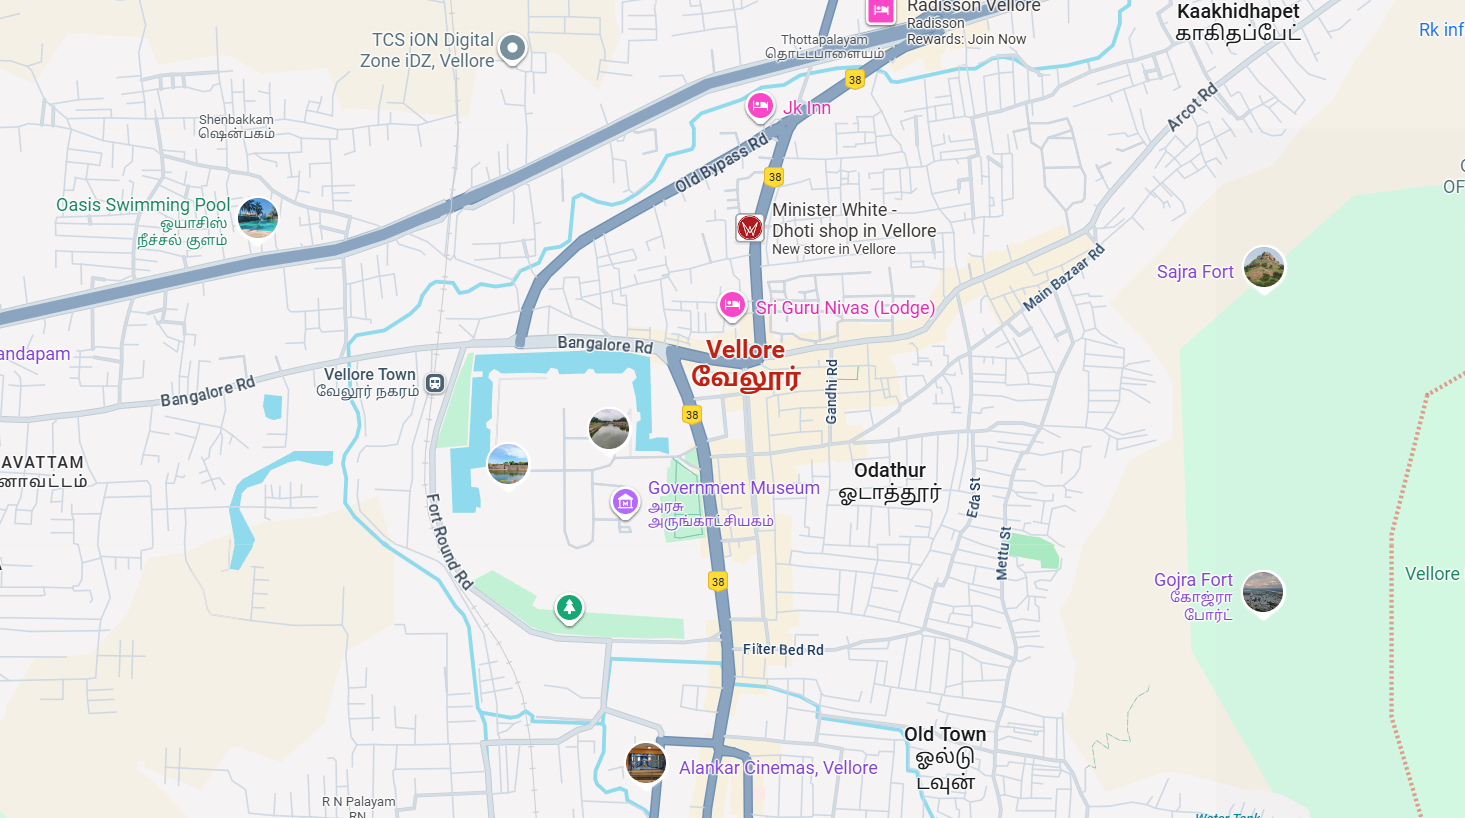 Radisson Vellore
Radisson
Rewards: Join Now
Kaakhidhapet
காகிதப்பேட்
Rk inf
TCS iON Digital
Zone iDZ, Vellore
Thottapalayam
தொட்டபாளையம்
38
Jk Inn
Arcot Rd
Shenbakkam
ஷென்பகம்
Old Bypass Rd
38
OF
Oasis Swimming Pool
ஒயாசிஸ்
நீச்சல் குளம்
Minister White -
Dhoti shop in Vellore
New store in Vellore
Main Bazaar Rd
Sajra Fort
Sri Guru Nivas (Lodge)
andapam
Bangalore Rd
Vellore
வேலூர்
Vellore Town
வேலூர் நகரம்
Bangalore Rd
Gandhi Rd
38
AVATTAM
னாவட்டம்
Odathur
ஓடாத்தூர்
Government Museum
அரசு
அருங்காட்சியகம்
Eda St
Fort Round Rd
Mettu St
38
Gojra Fort
கோஜ்ரா
போர்ட்
Vellore
Filter Bed Rd
Old Town
ஓல்டு
டவுன்
Alankar Cinemas, Vellore
R N Palayam
RN
Water Tank